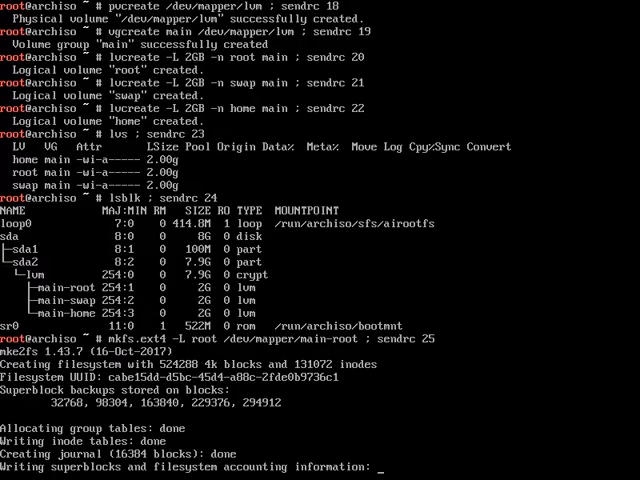 root@archiso ~ # pvcreate /dev/mapper/lvm ; sendrc 18
  Physical volume "/dev/mapper/lvm" successfully created.
root@archiso ~ # vgcreate main /dev/mapper/lvm ; sendrc 19
  Volume group "main" successfully created
root@archiso ~ # lvcreate -L 2GB -n root main ; sendrc 20
  Logical volume "root" created.
root@archiso ~ # lvcreate -L 2GB -n swap main ; sendrc 21
  Logical volume "swap" created.
root@archiso ~ # lvcreate -L 2GB -n home main ; sendrc 22
  Logical volume "home" created.
root@archiso ~ # lvs ; sendrc 23
  LV   VG   Attr       LSize Pool Origin Data%  Meta%  Move Log Cpy%Sync Convert
  home main -wi-a----- 2.00g
  root main -wi-a----- 2.00g
  swap main -wi-a----- 2.00g
root@archiso ~ # lsblk ; sendrc 24
NAME            MAJ:MIN RM   SIZE RO TYPE  MOUNTPOINT
loop0             7:0    0 414.8M  1 loop  /run/archiso/sfs/airootfs
sda               8:0    0     8G  0 disk
├─sda1            8:1    0   100M  0 part
└─sda2            8:2    0   7.9G  0 part
  └─lvm         254:0    0   7.9G  0 crypt
    ├─main-root 254:1    0     2G  0 lvm
    ├─main-swap 254:2    0     2G  0 lvm
    └─main-home 254:3    0     2G  0 lvm
sr0              11:0    1   522M  0 rom   /run/archiso/bootmnt
root@archiso ~ # mkfs.ext4 -L root /dev/mapper/main-root ; sendrc 25
mke2fs 1.43.7 (16-Oct-2017)
Creating filesystem with 524288 4k blocks and 131072 inodes
Filesystem UUID: cabe15dd-d5bc-45d4-a88c-2fde0b9736c1
Superblock backups stored on blocks:
        32768, 98304, 163840, 229376, 294912

Allocating group tables: done
Writing inode tables: done
Creating journal (16384 blocks): done
Writing superblocks and filesystem accounting information: _